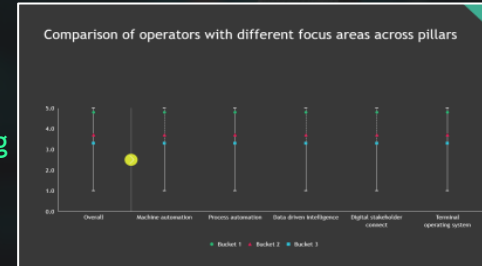 Comparison of operators with different focus areas across pillars
5.0
4.0
3.0
2.0
1.0
0.0
Overall Machine automation Process automation Data driven intelligence Digital stakeholder connect Terminal operating system
Bucket 1 Bucket 2 Bucket 3